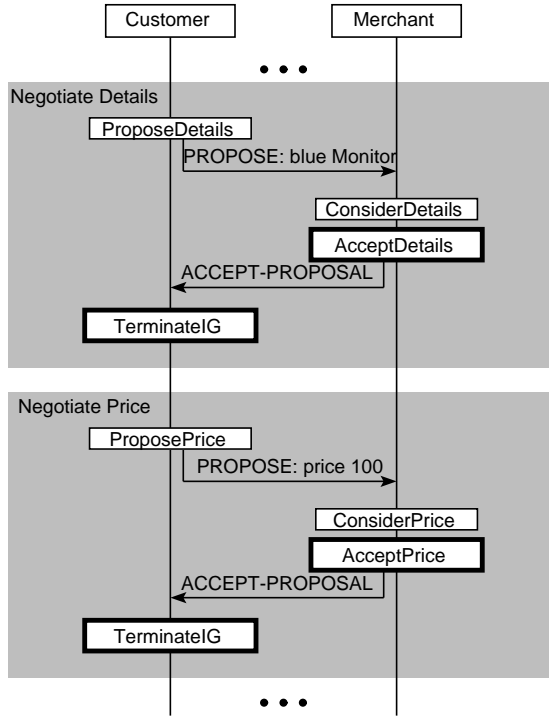 Customer
Merchant
Negotiate Details
ProposeDetails
PROPOSE: blue Monitor
ConsiderDetails
AcceptDetails
ACCEPT-PROPOSAL
TerminateIG
Negotiate Price
ProposePrice
PROPOSE: price 100
ConsiderPrice
AcceptPrice
ACCEPT-PROPOSAL
TerminateIG